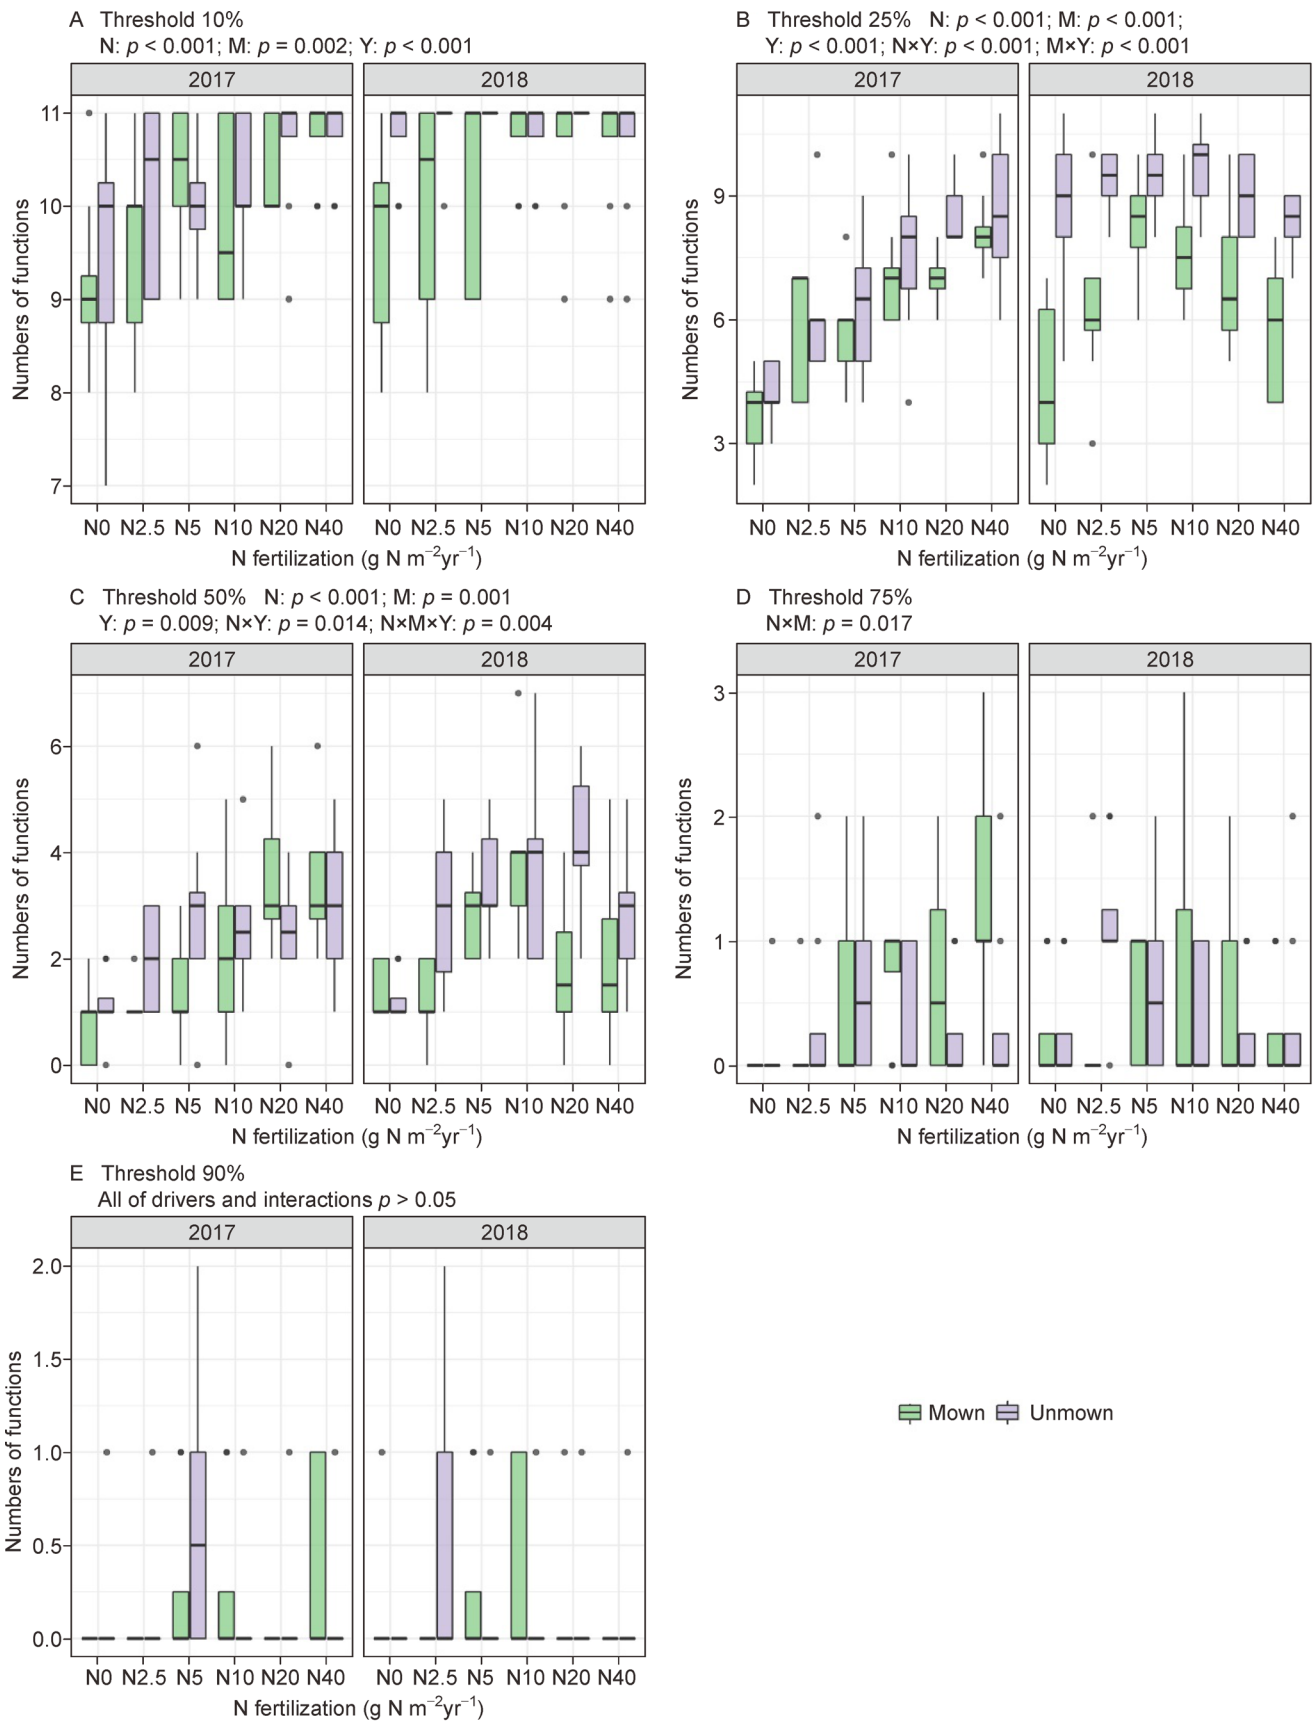 A Threshold 10%
N: p < 0.001; M: p = 0.002; Y: p < 0.001
2017 2018
11
10
9
8
7
Numbers of functions
N0 N2.5 N5 N10 N20 N40 N0 N2.5 N5 N10 N20 N40
N fertilization (g N m⁻²yr⁻¹)
B Threshold 25% N: p < 0.001; M: p < 0.001;
Y: p < 0.001; N×Y: p < 0.001; M×Y: p < 0.001
2017 2018
9
6
3
Numbers of functions
N0 N2.5 N5 N10 N20 N40 N0 N2.5 N5 N10 N20 N40
N fertilization (g N m⁻²yr⁻¹)
C Threshold 50% N: p < 0.001; M: p = 0.001
Y: p = 0.009; N×Y: p = 0.014; N×M×Y: p = 0.004
2017 2018
6
4
2
0
Numbers of functions
N0 N2.5 N5 N10 N20 N40 N0 N2.5 N5 N10 N20 N40
N fertilization (g N m⁻²yr⁻¹)
D Threshold 75%
N×M: p = 0.017
2017 2018
3
2
1
0
Numbers of functions
N0 N2.5 N5 N10 N20 N40 N0 N2.5 N5 N10 N20 N40
N fertilization (g N m⁻²yr⁻¹)
E Threshold 90%
All of drivers and interactions p > 0.05
2017 2018
2.0
1.5
1.0
0.5
0.0
Numbers of functions
N0 N2.5 N5 N10 N20 N40 N0 N2.5 N5 N10 N20 N40
N fertilization (g N m⁻²yr⁻¹)
Mown Unmown